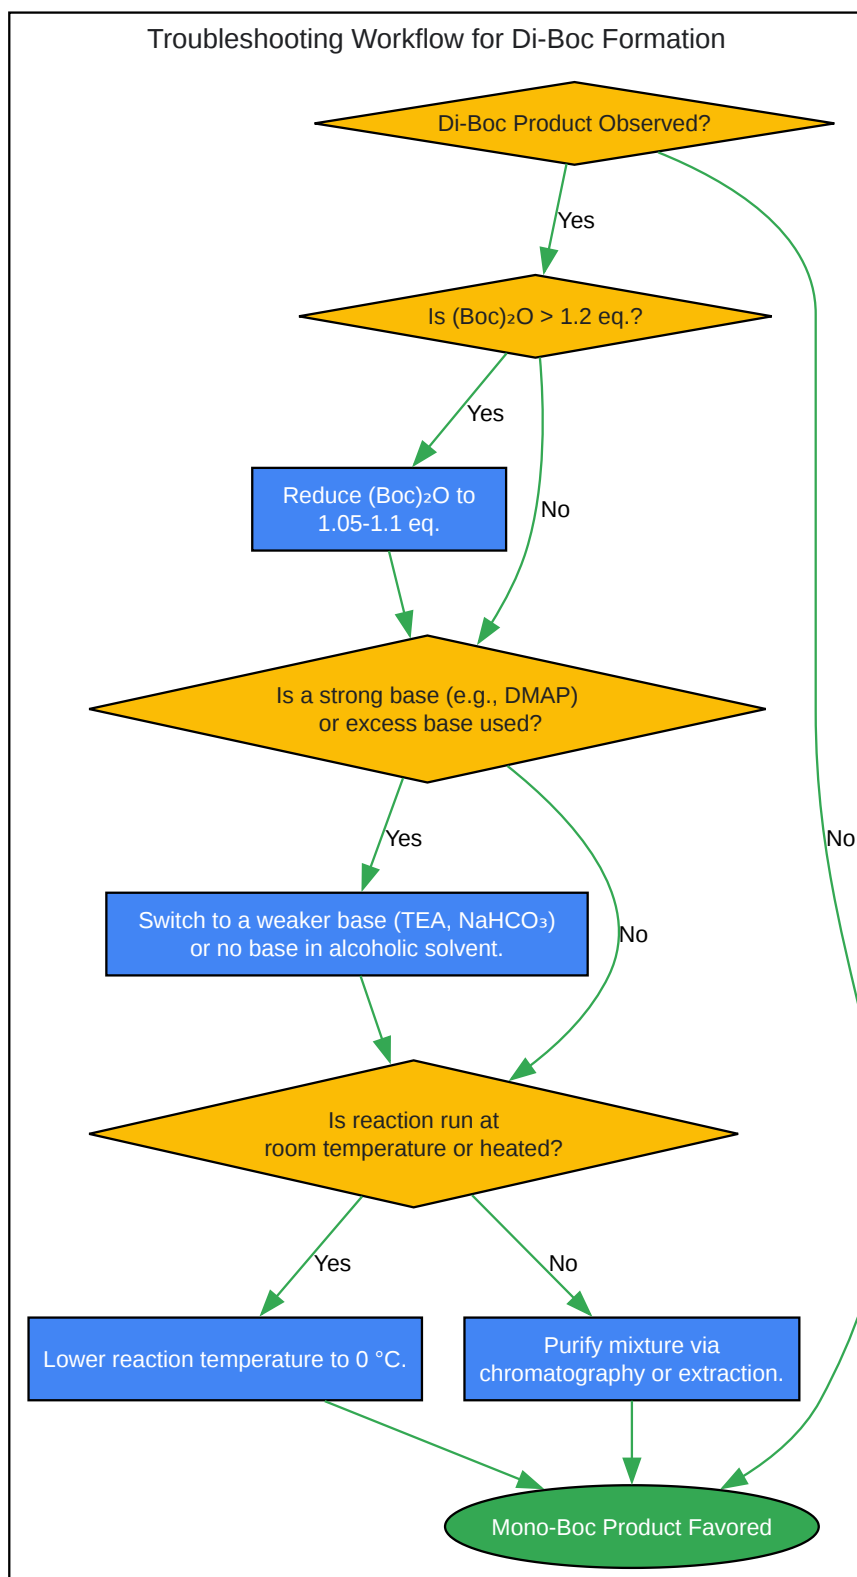 Troubleshooting Workflow for Di-Boc Formation
Di-Boc Product Observed?
Yes
Is (Boc)₂O > 1.2 eq.?
Yes
Reduce (Boc)₂O to
1.05-1.1 eq.
No
Is a strong base (e.g., DMAP)
or excess base used?
Yes
No
Switch to a weaker base (TEA, NaHCO₃)
or no base in alcoholic solvent.
No
Is reaction run at
room temperature or heated?
Yes
No
Lower reaction temperature to 0 °C.
Purify mixture via
chromatography or extraction.
Mono-Boc Product Favored